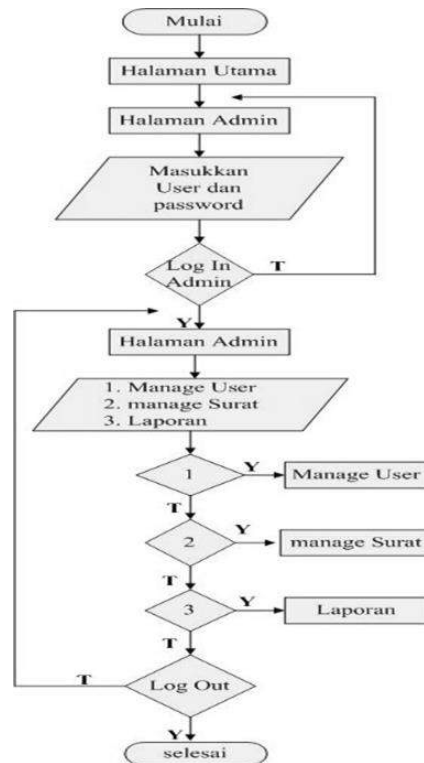 Mulai
Halaman Utama
Halaman Admin
Masukkan
User dan
password
Log In
Admin
T
Y
Halaman Admin
1. Manage User
2. manage Surat
3. Laporan
1
Y
Manage User
T
2
Y
manage Surat
T
3
Y
Laporan
T
Log Out
T
Y
selesai